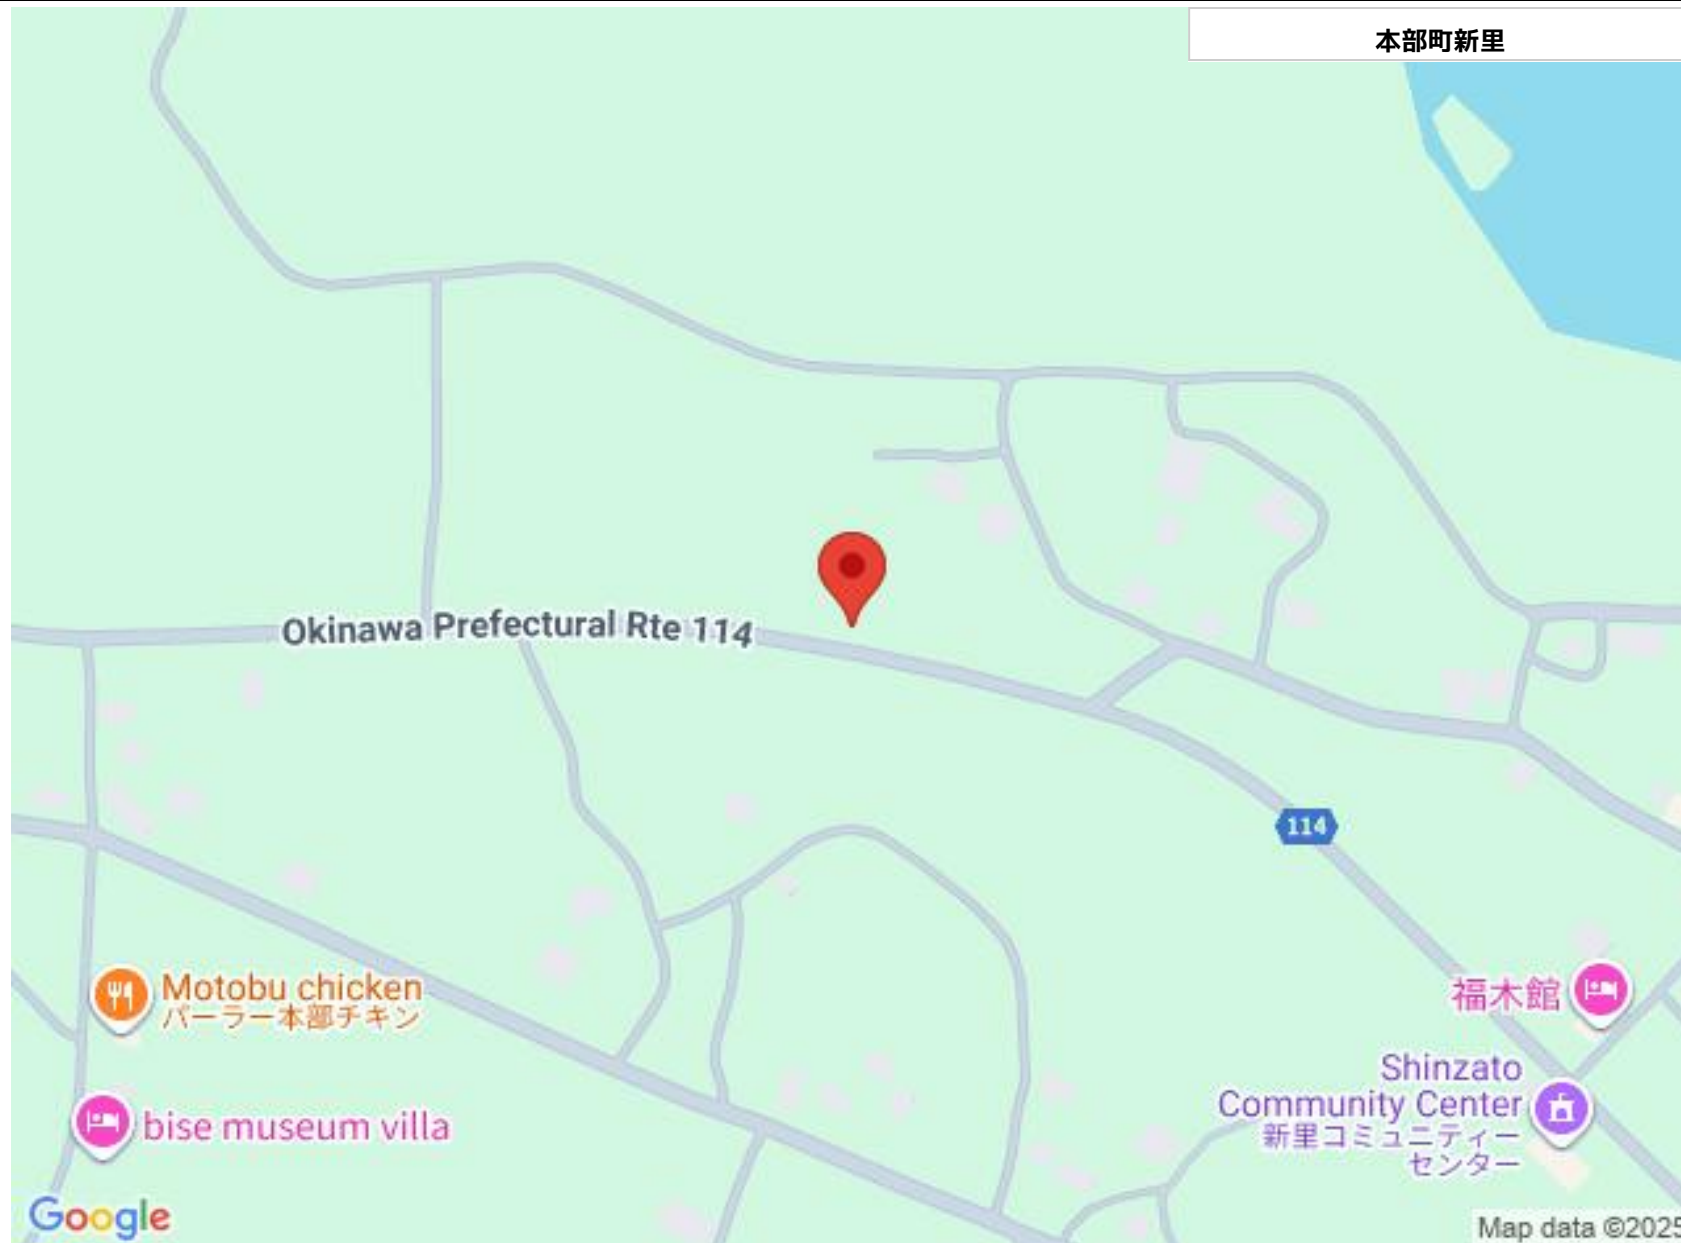 本部町新里
Okinawa Prefectural Rte 114
114
Motobu chicken
パーラー本部チキン
福木館
Shinzato
Community Center
新里コミュニティー
センター
bise museum villa
Google
Map data ©2025